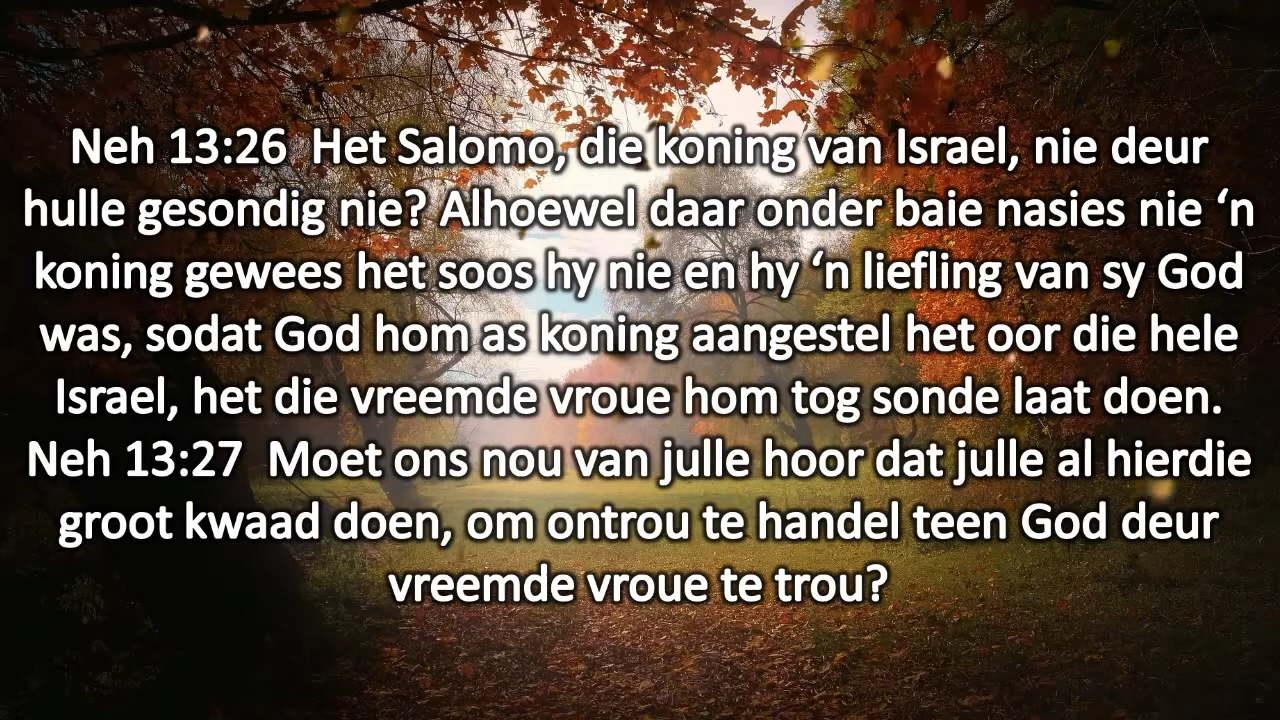 Neh 13:26  Het Salomo, die koning van Israel, nie deur
hulle gesondig nie? Alhoewel daar onder baie nasies nie ‘n
koning gewees het soos hy nie en hy ‘n liefling van sy God
was, sodat God hom as koning aangestel het oor die hele
Israel, het die vreemde vroue hom tog sonde laat doen.
Neh 13:27  Moet ons nou van julle hoor dat julle al hierdie
groot kwaad doen, om ontrou te handel teen God deur
vreemde vroue te trou?